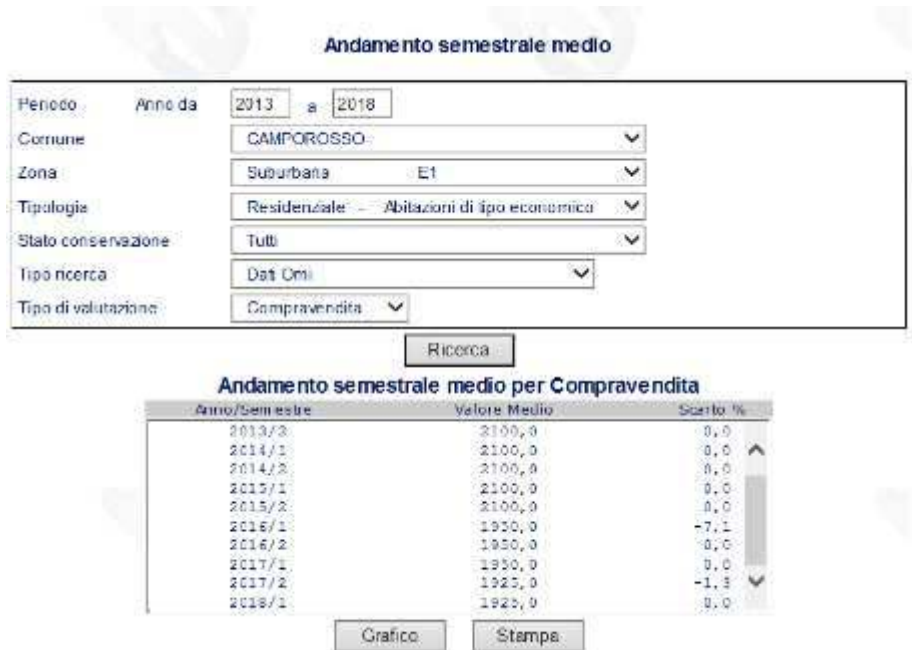 Andamento semestrale medio
Periodo Anno da 2013 a 2018
Comune CAMPOROSSO
Zona Suburbana E1
Tipologia Residenziale - Abitazioni di tipo economico
Stato conservazione Tutti
Tipo ricerca Dati Omi
Tipo di valutazione Compravendita
Ricerca
Andamento semestrale medio per Compravendita
Anno/Semestre Valore Medio Scarto %
2013/2 2100,0 0,0
2014/1 2100,0 0,0
2014/2 2100,0 0,0
2015/1 2100,0 0,0
2015/2 2100,0 0,0
2016/1 1950,0 -7,1
2016/2 1950,0 0,0
2017/1 1950,0 0,0
2017/2 1925,0 -1,3
2018/1 1925,0 0,0
Grafico Stampa